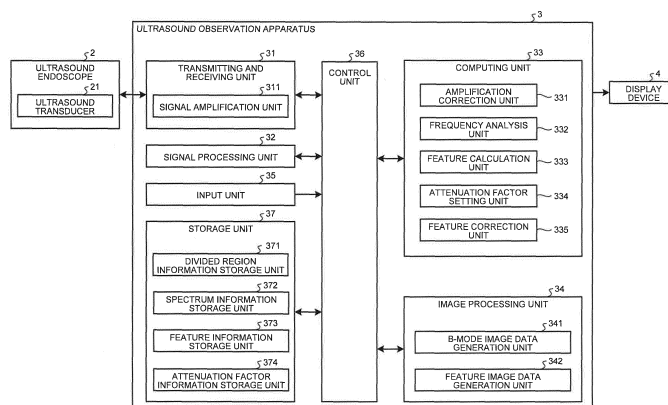 3
ULTRASOUND OBSERVATION APPARATUS
2
ULTRASOUND
ENDOSCOPE
21
ULTRASOUND
TRANSDUCER
31
TRANSMITTING AND
RECEIVING UNIT
311
SIGNAL AMPLIFICATION UNIT
32
SIGNAL PROCESSING UNIT
35
INPUT UNIT
37
STORAGE UNIT
371
DIVIDED REGION
INFORMATION STORAGE UNIT
372
SPECTRUM INFORMATION
STORAGE UNIT
373
FEATURE INFORMATION
STORAGE UNIT
374
ATTENUATION FACTOR
INFORMATION STORAGE UNIT
36
CONTROL
UNIT
33
COMPUTING UNIT
AMPLIFICATION
CORRECTION UNIT
331
FREQUENCY ANALYSIS
UNIT
332
FEATURE CALCULATION
UNIT
333
ATTENUATION FACTOR
SETTING UNIT
334
FEATURE CORRECTION
UNIT
335
34
IMAGE PROCESSING UNIT
341
B-MODE IMAGE DATA
GENERATION UNIT
342
FEATURE IMAGE DATA
GENERATION UNIT
4
DISPLAY
DEVICE